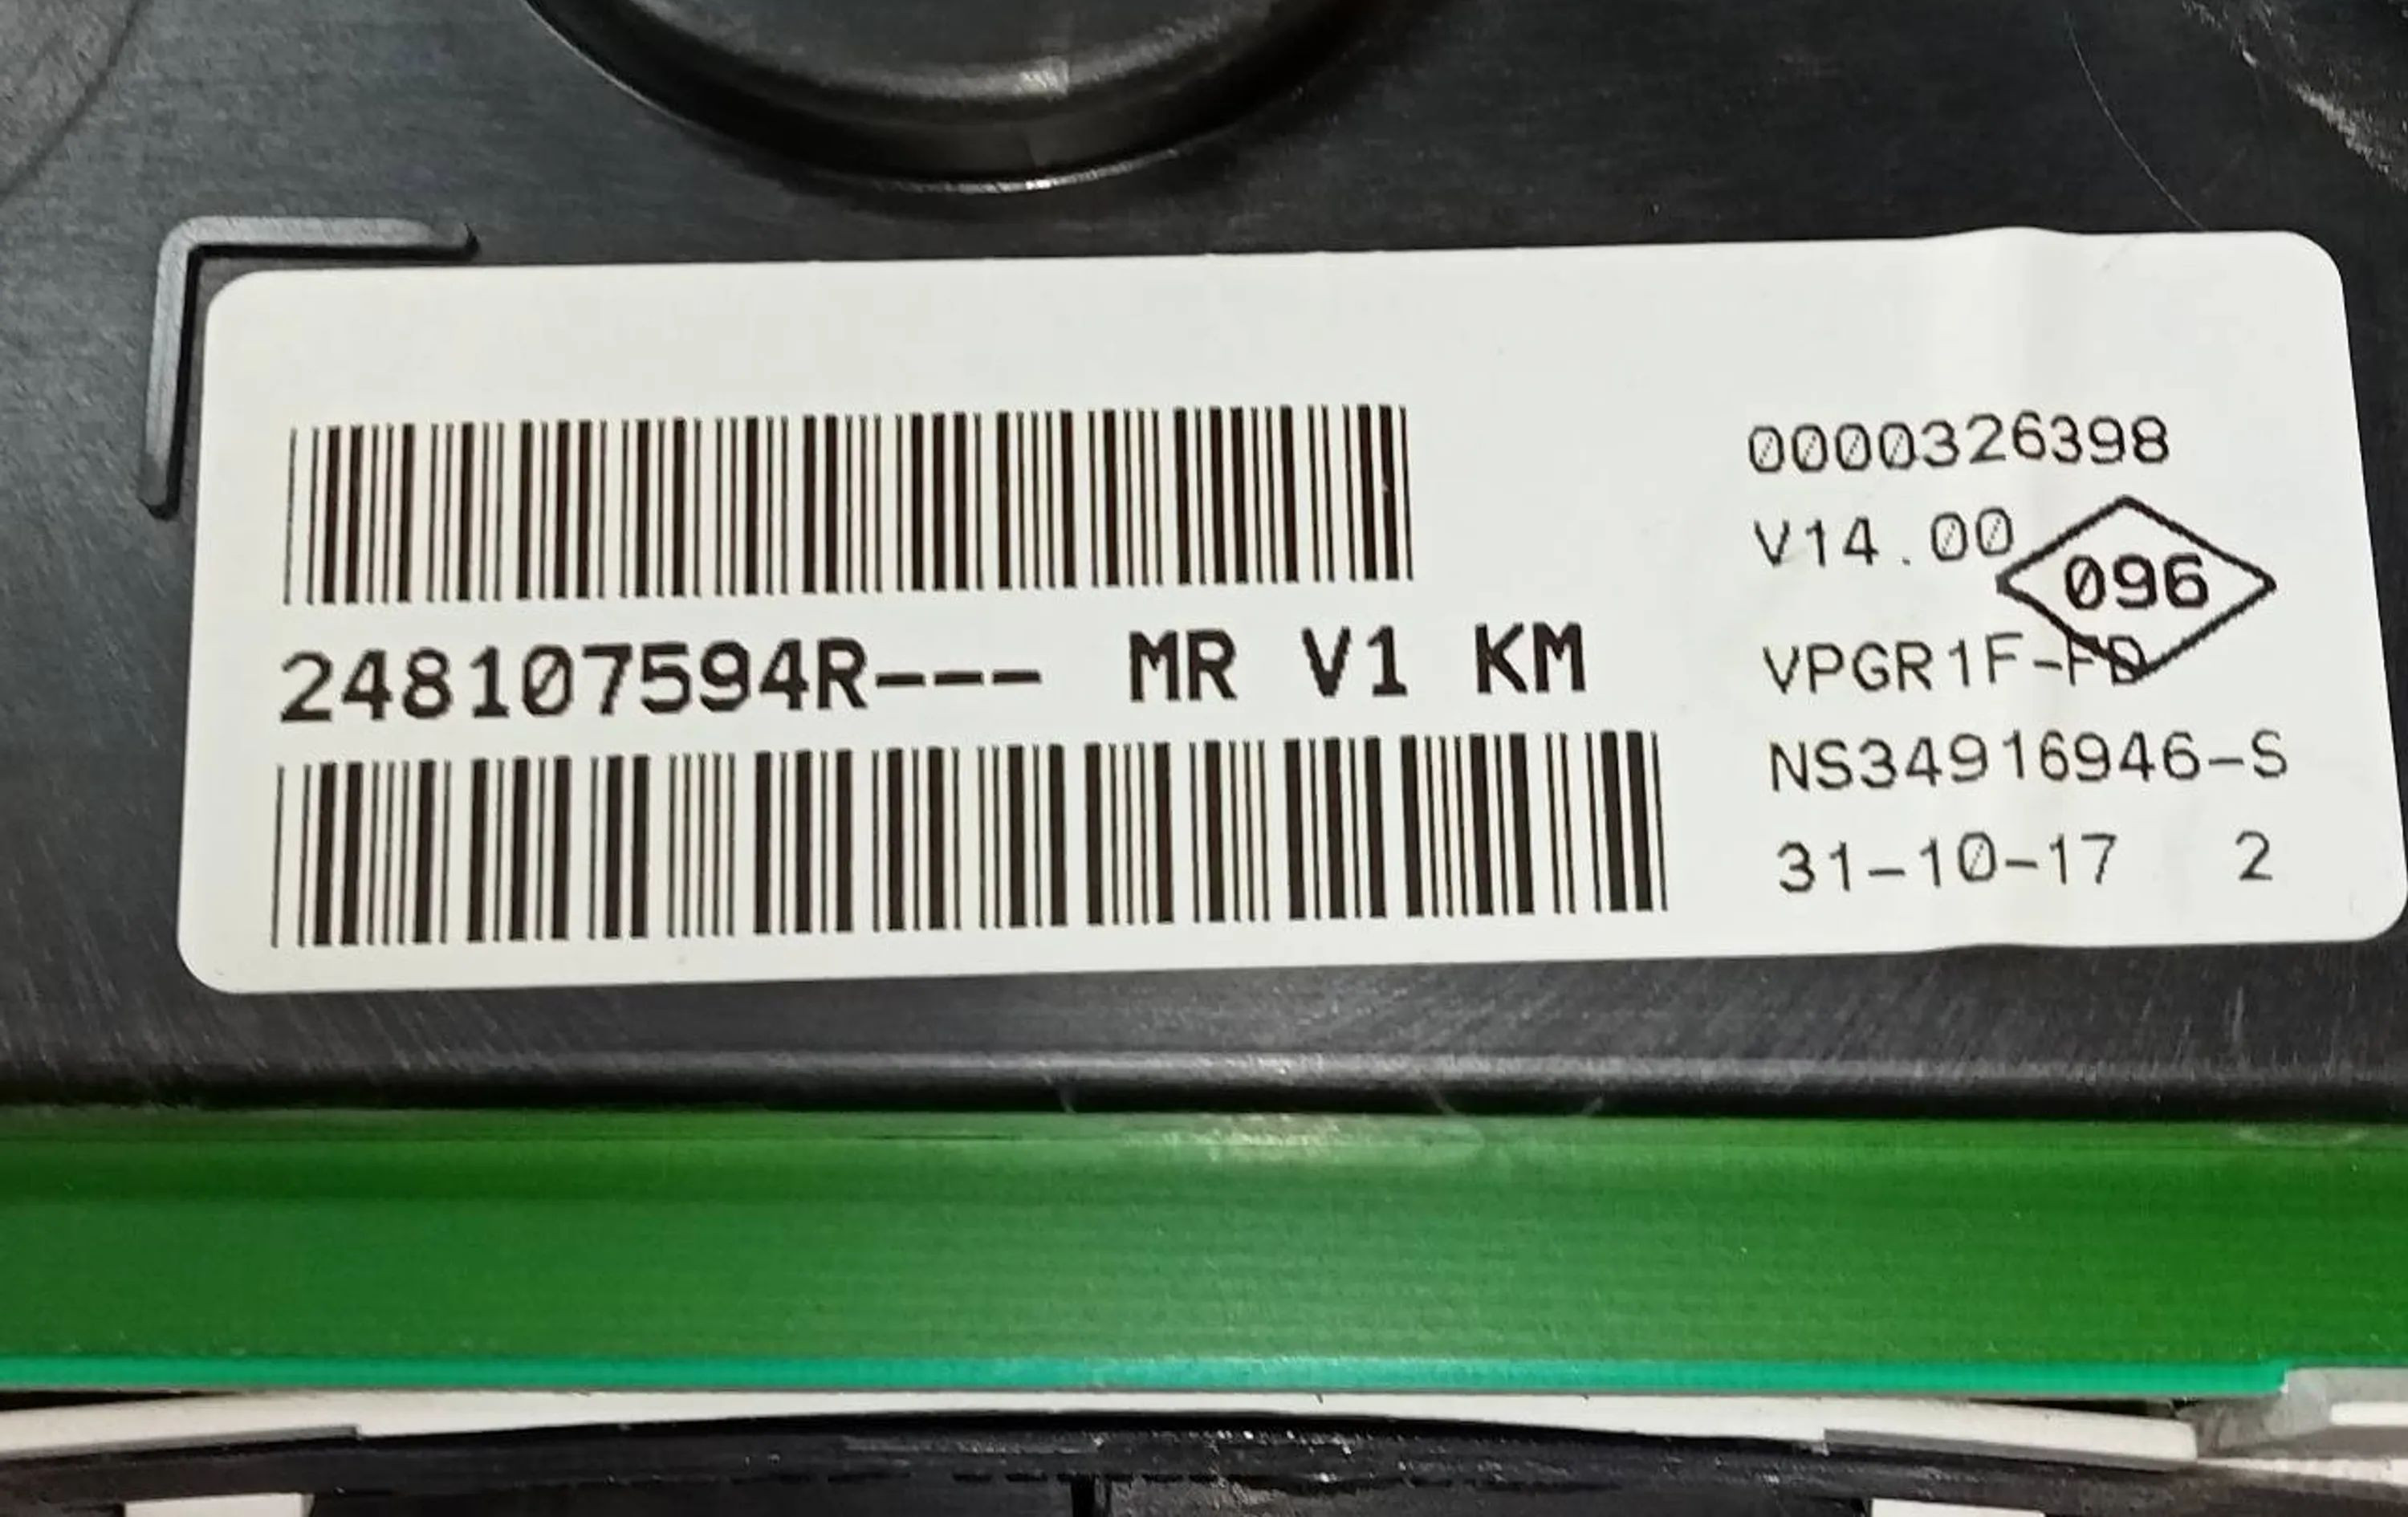 0000326398
V14.00
096
248107594R--- MR V1 KM
VPGR1F-FD
NS34916946-S
31-10-17 2